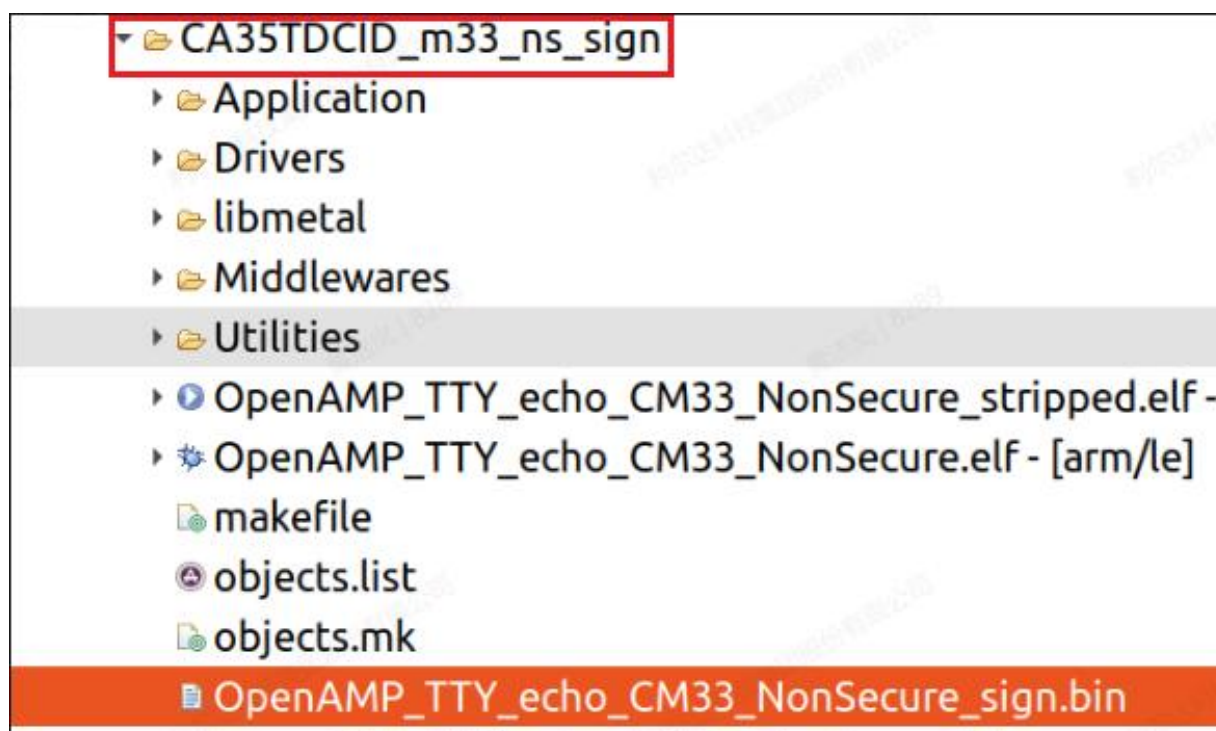 CA35TDCID_m33_ns_sign
Application
Drivers
libmetal
Middlewares
Utilities
OpenAMP_TTY_echo_CM33_NonSecure_stripped.elf -
OpenAMP_TTY_echo_CM33_NonSecure.elf - [arm/le]
makefile
objects.list
objects.mk
OpenAMP_TTY_echo_CM33_NonSecure_sign.bin